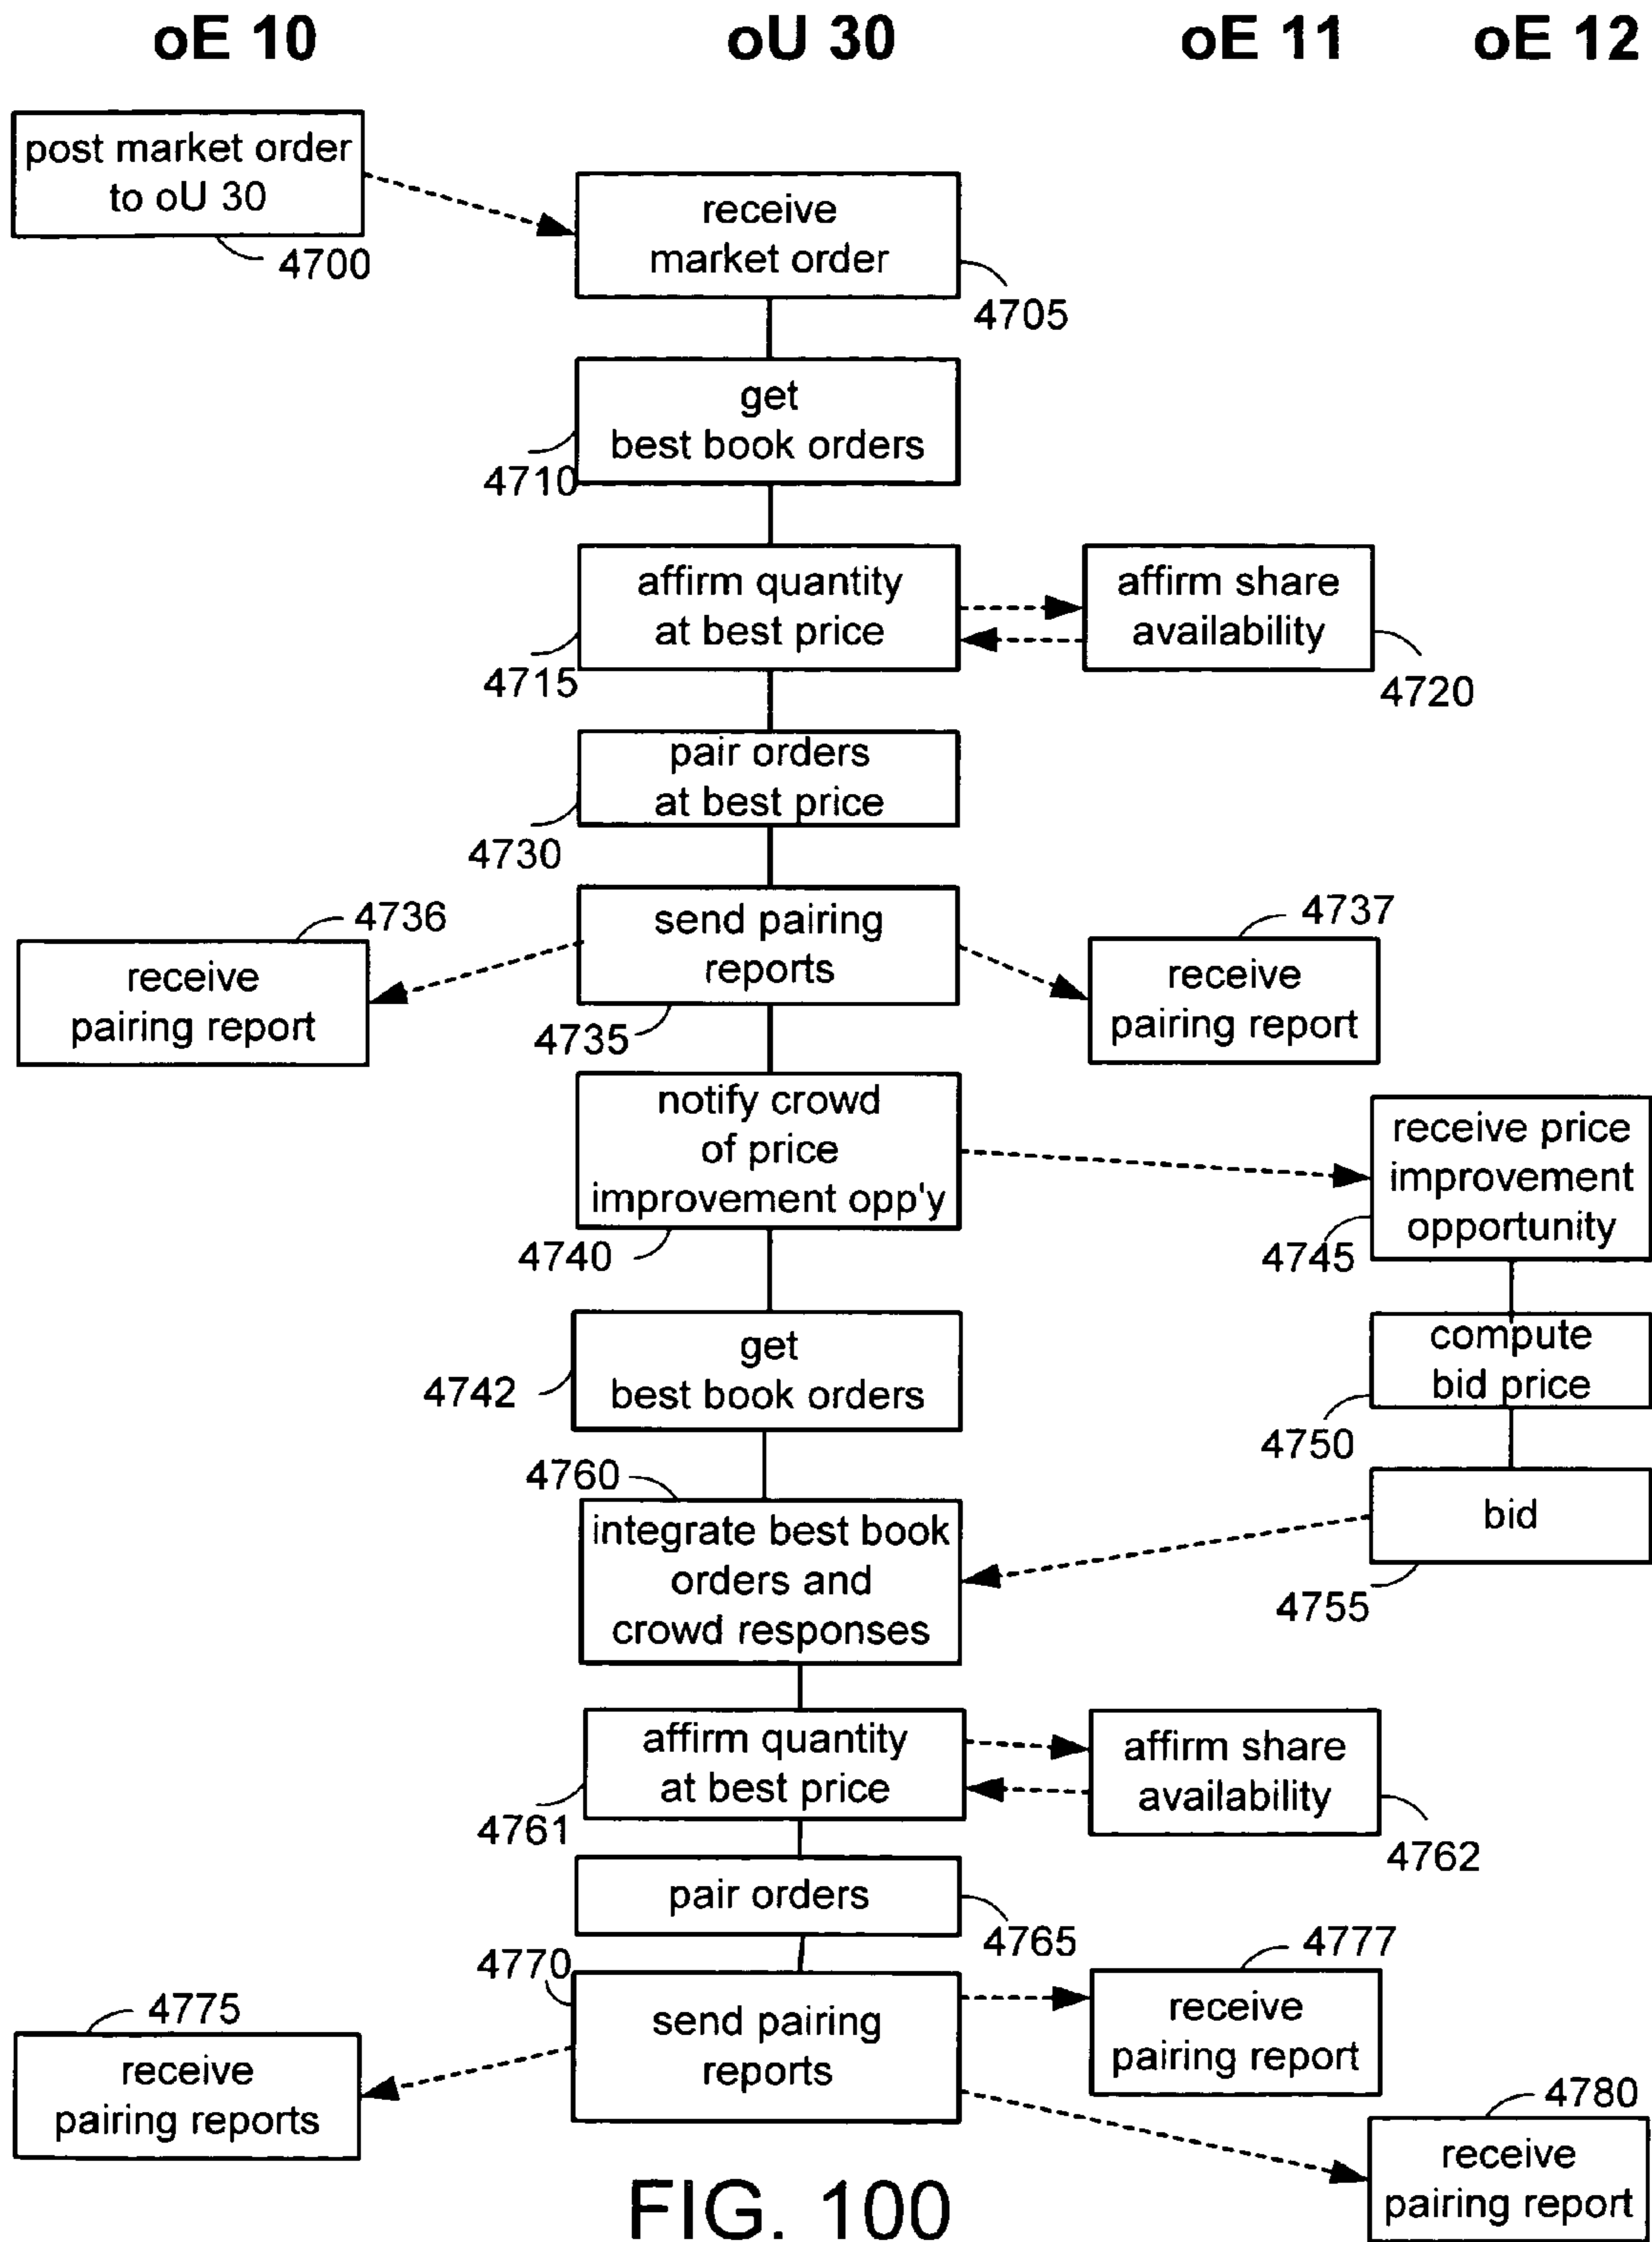 oE 10 oU 30 oE 11 oE 12
post market order
to oU 30
4700
receive
market order
4705
get
best book orders
4710
affirm quantity
at best price
4715
affirm share
availability
4720
pair orders
at best price
4730
send pairing
reports
4735
4736
receive
pairing report
4737
receive
pairing report
notify crowd
of price
improvement opp'y
4740
receive price
improvement
opportunity
4745
get
best book orders
4742
compute
bid price
4750
bid
4755
4760
integrate best book
orders and
crowd responses
affirm quantity
at best price
4761
affirm share
availability
4762
pair orders
4765
4770
send pairing
reports
4777
receive
pairing report
4775
receive
pairing reports
4780
receive
pairing report
FIG. 100